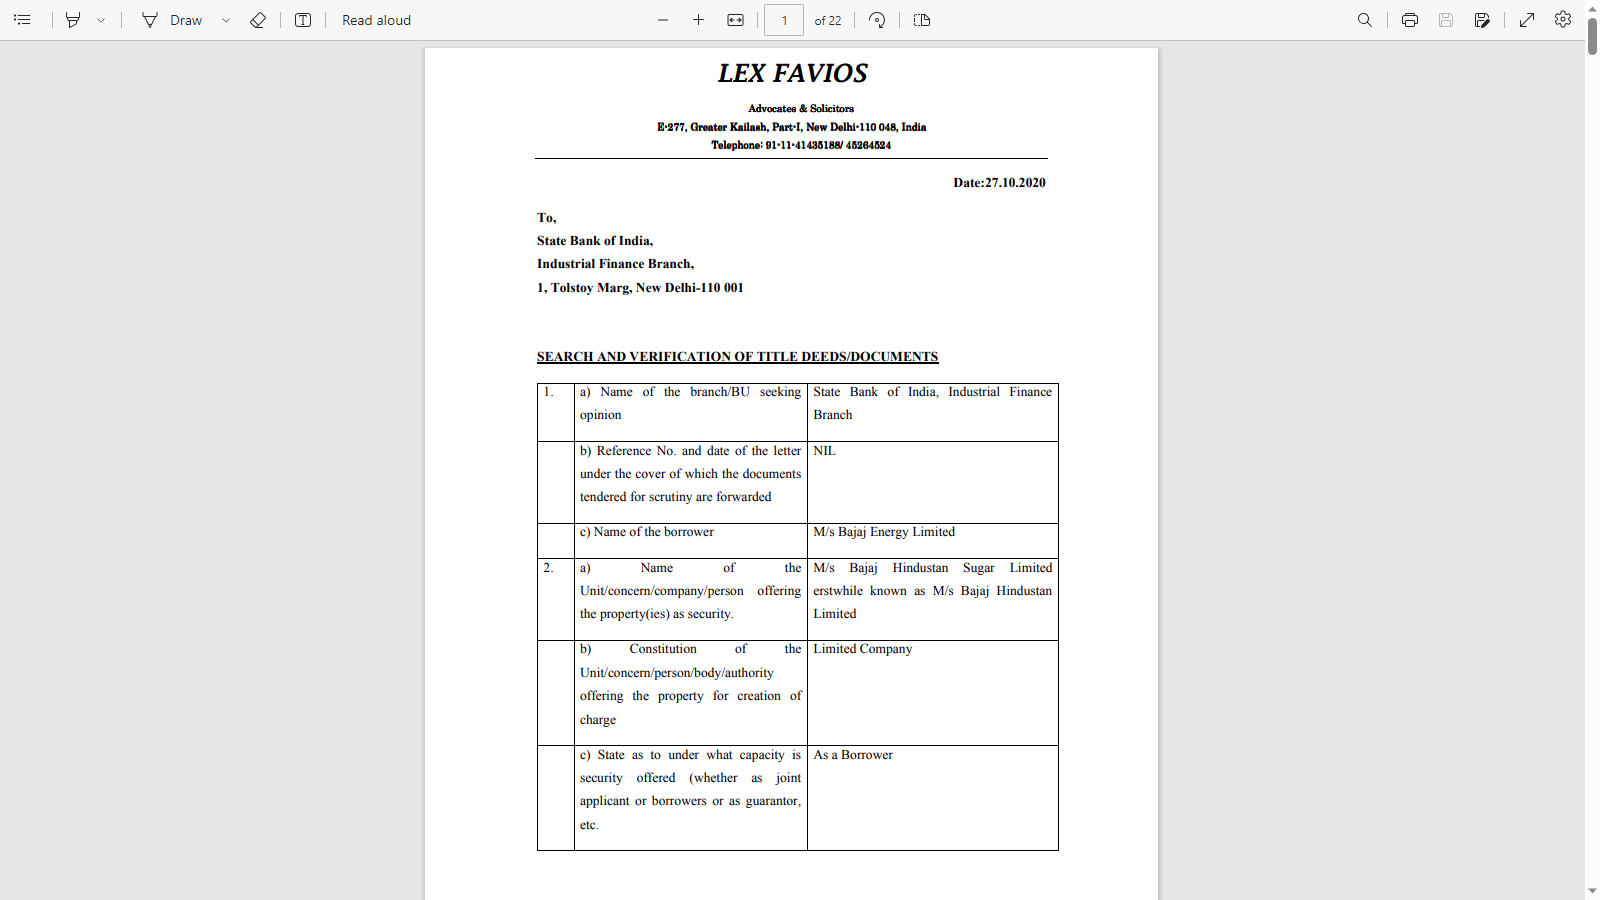 Draw
Read aloud
1
of 22
LEX FAVIOS
Advocates & Solicitors
E-277, Greater Kailash, Part-I, New Delhi-110 048, India
Telephone: 91-11-41435188/ 45264524
Date:27.10.2020
To,
State Bank of India,
Industrial Finance Branch,
1, Tolstoy Marg, New Delhi-110 001
SEARCH AND VERIFICATION OF TITLE DEEDS/DOCUMENTS
1.
a) Name of the branch/BU seeking
opinion
State Bank of India, Industrial Finance
Branch
b) Reference No. and date of the letter
under the cover of which the documents
tendered for scrutiny are forwarded
NIL
c) Name of the borrower
M/s Bajaj Energy Limited
2.
a) Name of the
Unit/concern/company/person offering
the property(ies) as security.
M/s Bajaj Hindustan Sugar Limited
erstwhile known as M/s Bajaj Hindustan
Limited
b) Constitution of the
Unit/concern/person/body/authority
offering the property for creation of
charge
Limited Company
c) State as to under what capacity is
security offered (whether as joint
applicant or borrowers or as guarantor,
etc.
As a Borrower